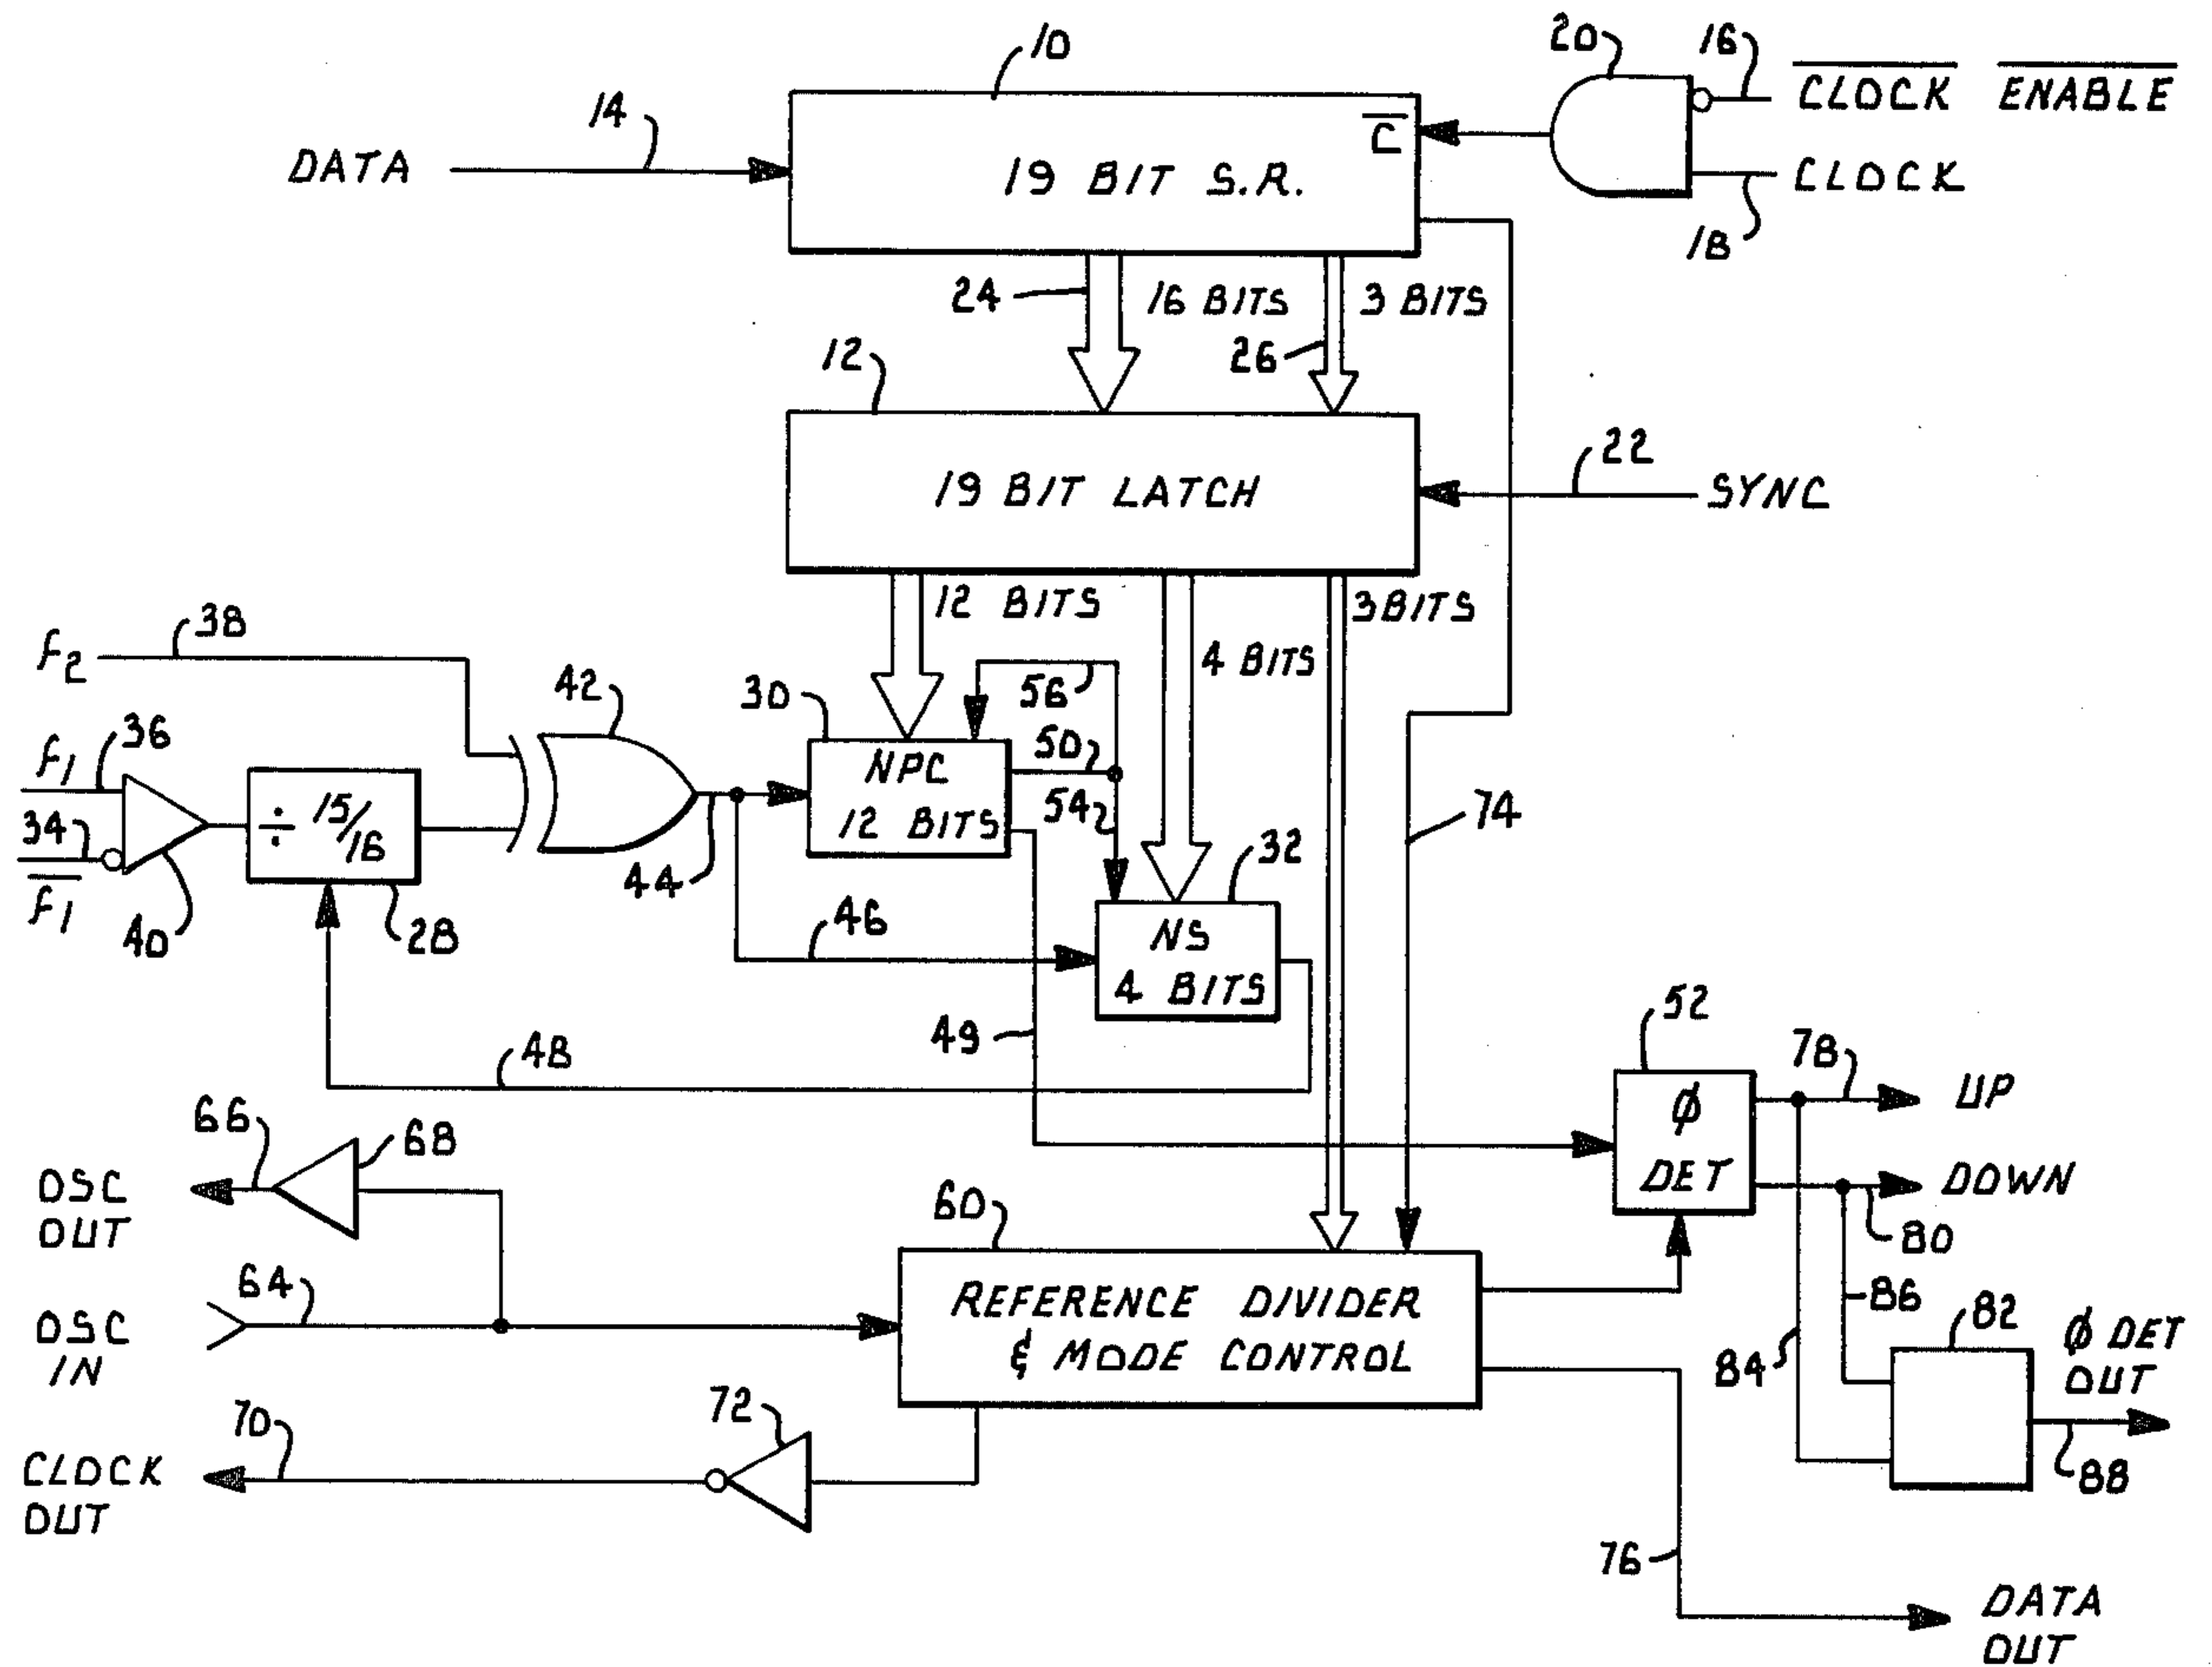 10
20
16
CLOCK ENABLE
14
DATA
C
19 BIT S.R.
CLOCK
18
24
16 BITS
3 BITS
26
12
22
19 BIT LATCH
SYNC
12 BITS
3 BITS
4 BITS
F2
38
42
30
56
50
F1
36
NPC
12 BITS
54
74
34
÷ 15/16
F1
40
28
44
32
46
NS
4 BITS
49
48
52
78
UP
66
68
Φ
DET
OSC
OUT
DOWN
80
60
64
86
82
OSC
IN
REFERENCE DIVIDER
& MODE CONTROL
84
Φ DET
OUT
72
70
CLOCK
OUT
88
76
DATA
OUT